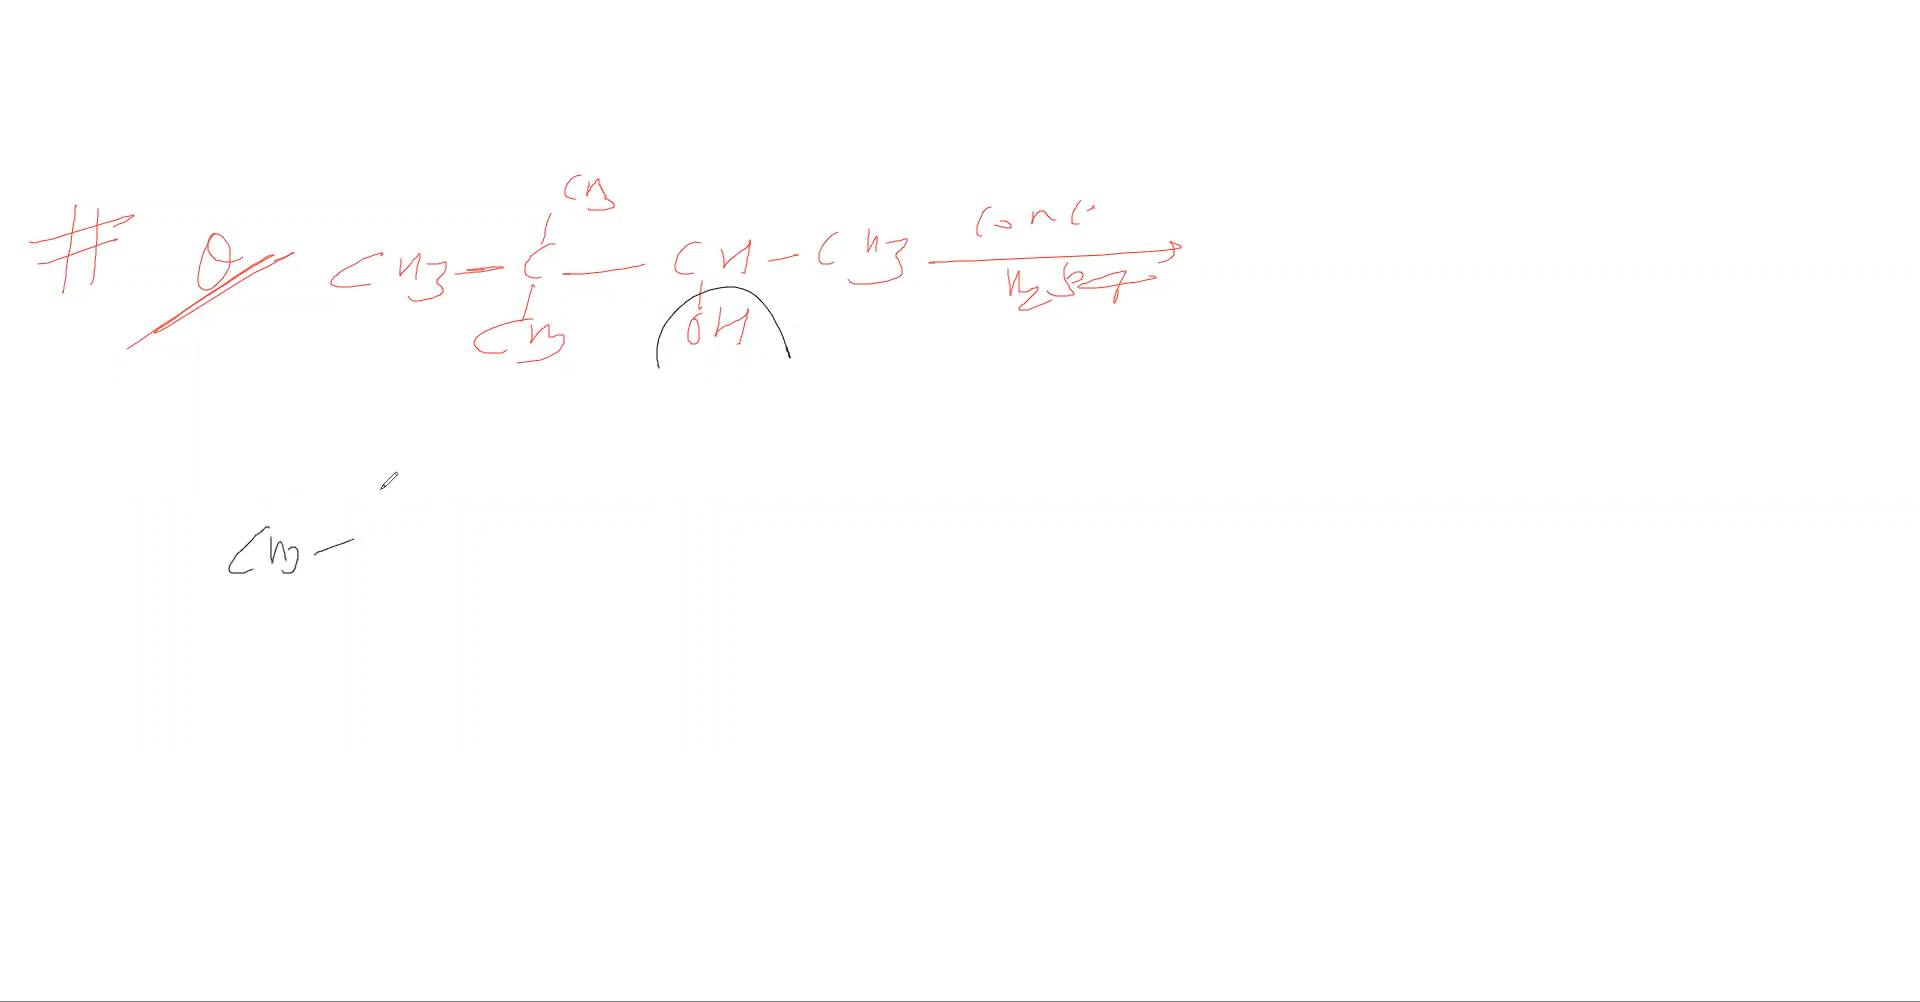 CH3
# Q CH3 — C — CH — CH3 conc
CH3 OH H2SO4
CH3 —